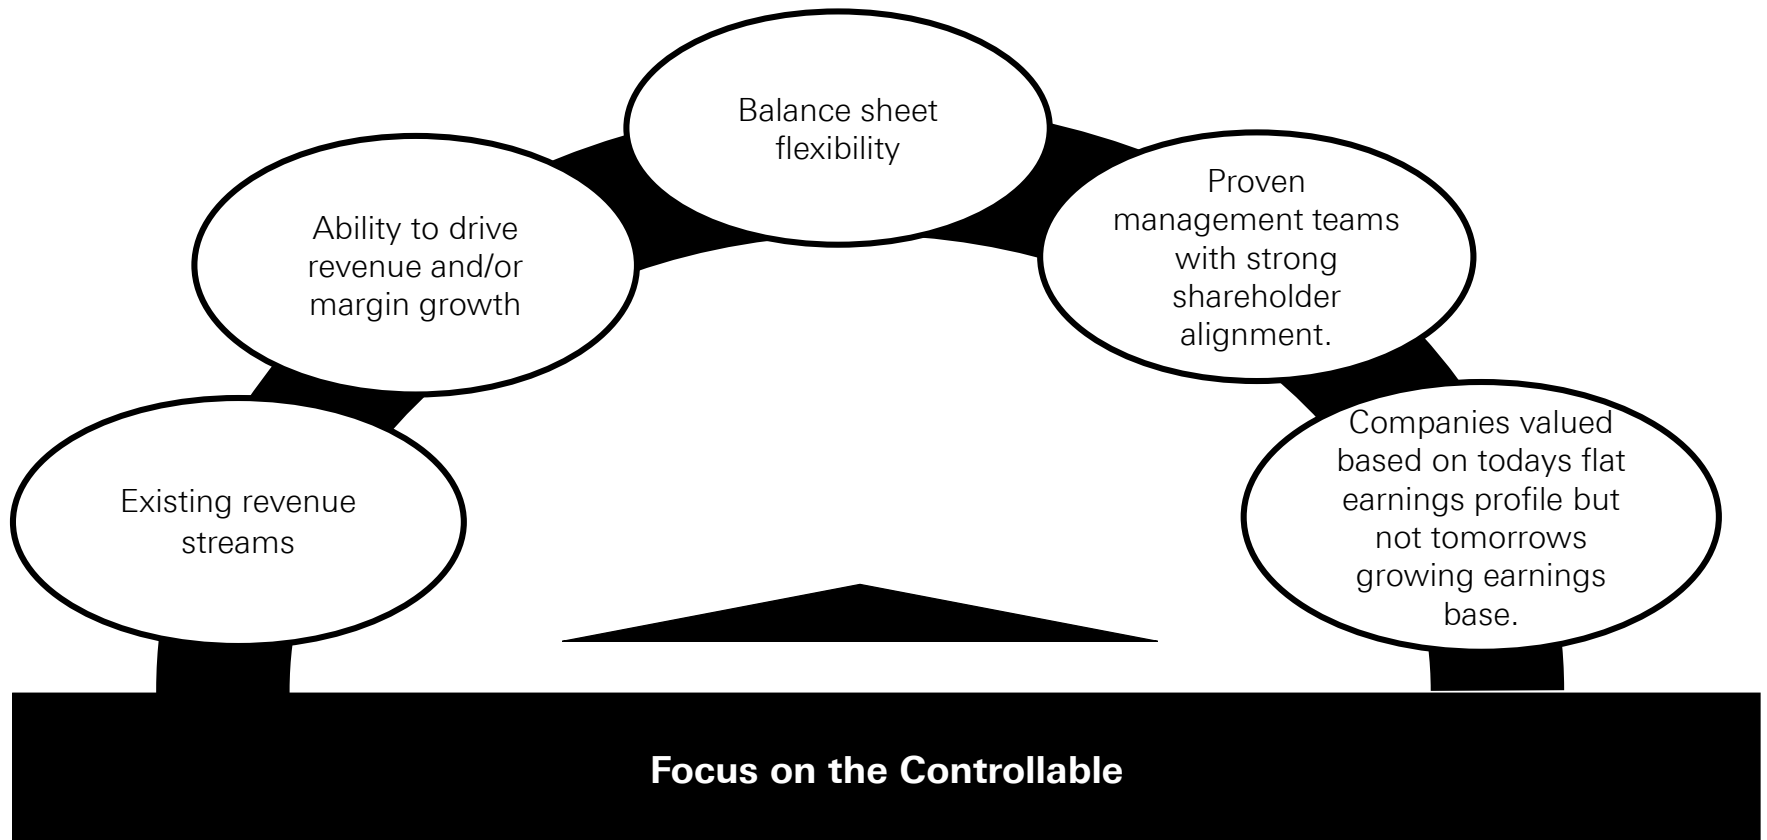 Balance sheet
flexibility
Ability to drive
revenue and/or
margin growth
Proven
management teams
with strong
shareholder
alignment.
Existing revenue
streams
Companies valued
based on todays flat
earnings profile but
not tomorrows
growing earnings
base.
Focus on the Controllable